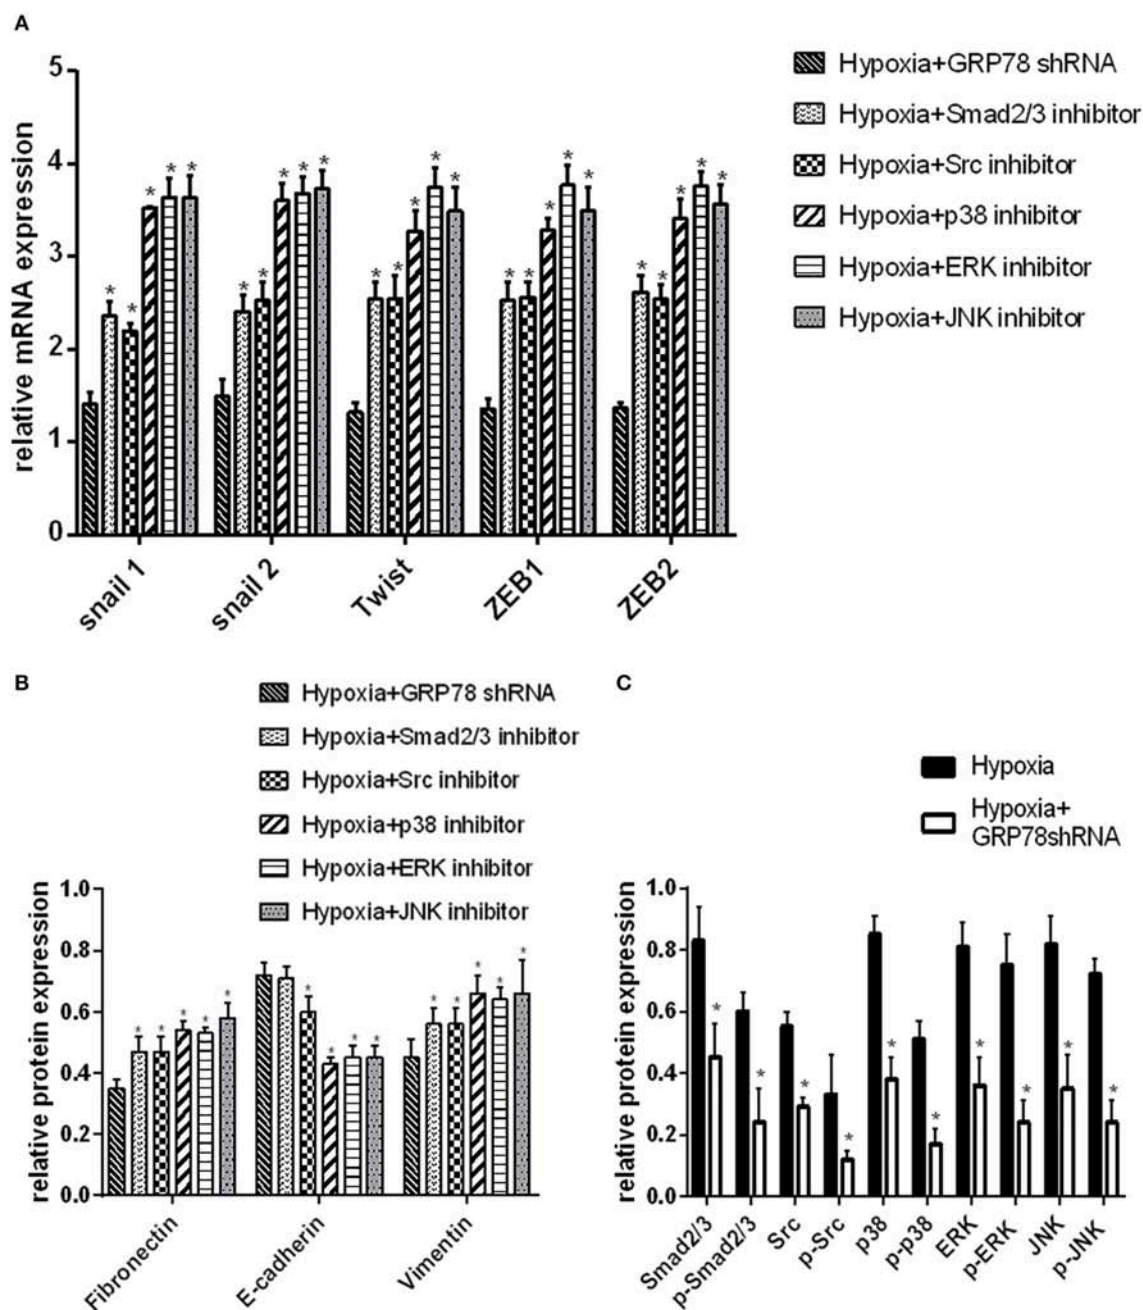 A
relative mRNA expression
5
4
3
2
1
0
* * * * *
* * * * *
* * * * *
* * * * *
* * * * *
snail 1
snail 2
Twist
ZEB1
ZEB2
Hypoxia+GRP78 shRNA
Hypoxia+Smad2/3 inhibitor
Hypoxia+Src inhibitor
Hypoxia+p38 inhibitor
Hypoxia+ERK inhibitor
Hypoxia+JNK inhibitor
B
Hypoxia+GRP78 shRNA
Hypoxia+Smad2/3 inhibitor
Hypoxia+Src inhibitor
Hypoxia+p38 inhibitor
Hypoxia+ERK inhibitor
Hypoxia+JNK inhibitor
relative protein expression
1.0
0.8
0.6
0.4
0.2
0.0
* * * * *
* * * *
* * * * *
Fibronectin
E-cadherin
Vimentin
C
Hypoxia
Hypoxia+
GRP78shRNA
relative protein expression
1.0
0.8
0.6
0.4
0.2
0.0
* * * * * * * * * *
Smad2/3
p-Smad2/3
Src
p-Src
p38
p-p38
ERK
p-ERK
JNK
p-JNK